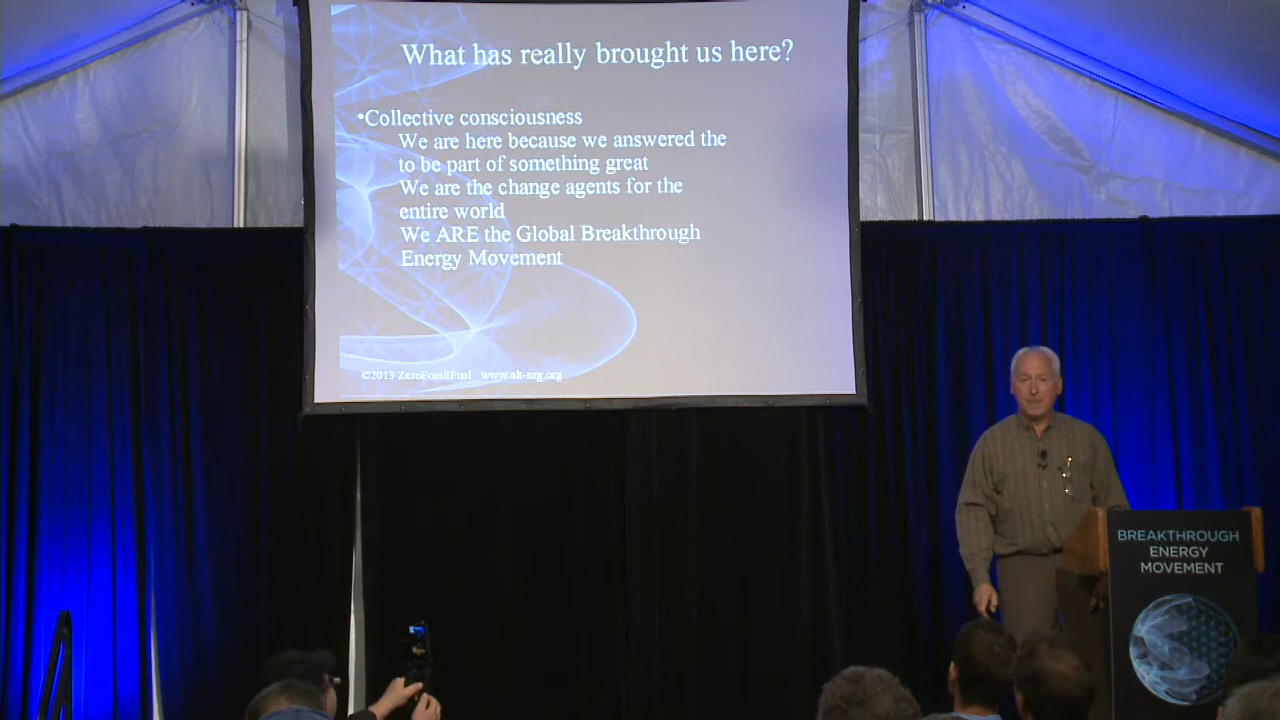 What has really brought us here?
•Collective consciousness
We are here because we answered the
to be part of something great
We are the change agents for the
entire world
We ARE the Global Breakthrough
Energy Movement
©2013 ZeroFossilFuel www.alt-nrg.org
BREAKTHROUGH
ENERGY
MOVEMENT